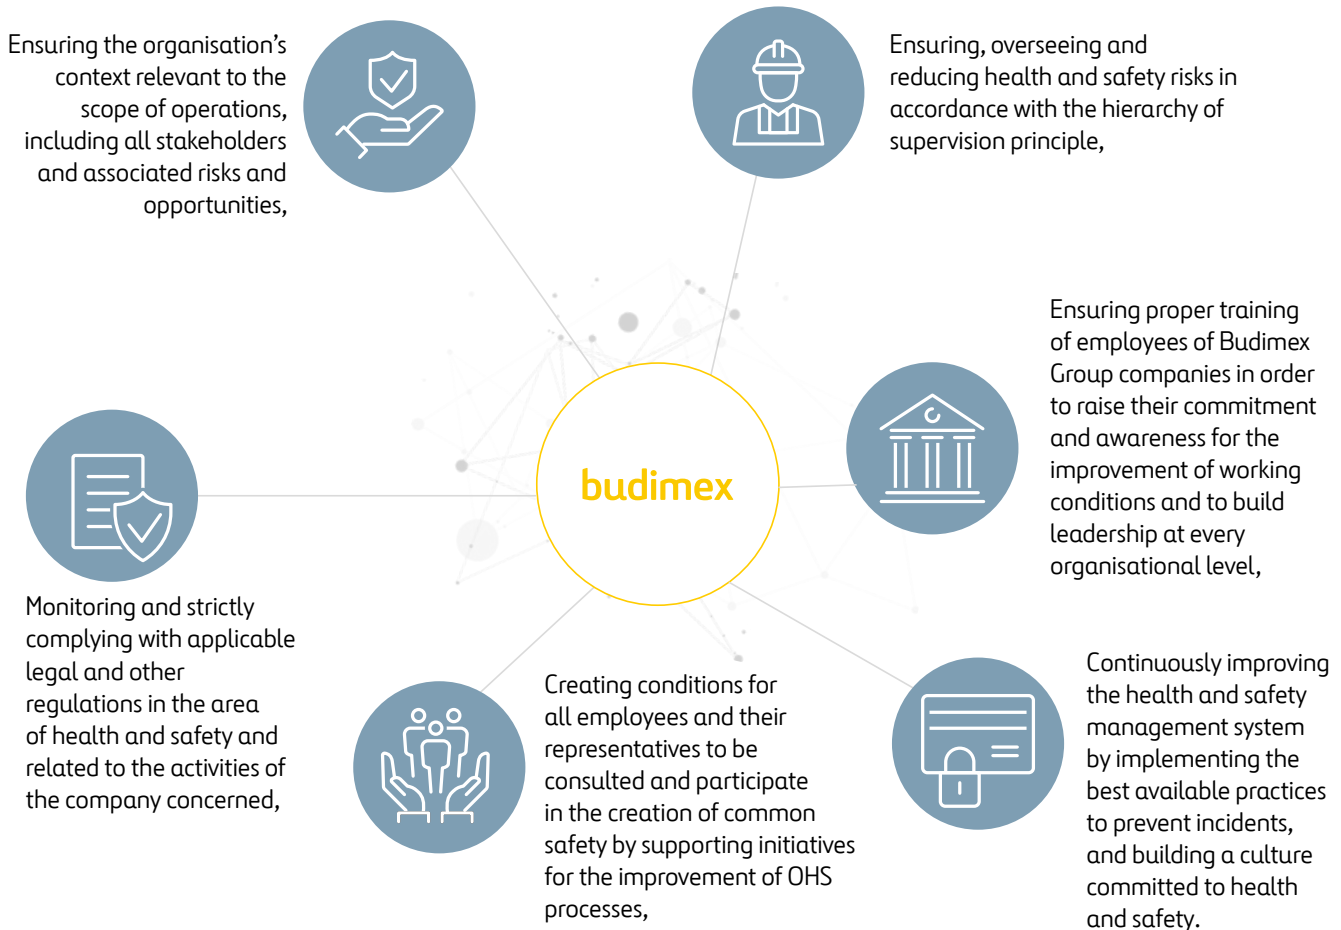 Ensuring the organisation's
context relevant to the
scope of operations,
including all stakeholders
and associated risks and
opportunities,
Ensuring, overseeing and
reducing health and safety risks in
accordance with the hierarchy of
supervision principle,
Ensuring proper training
of employees of Budimex
Group companies in order
to raise their commitment
and awareness for the
improvement of working
conditions and to build
leadership at every
organisational level,
budimex
Monitoring and strictly
complying with applicable
legal and other
regulations in the area
of health and safety and
related to the activities of
the company concerned,
Creating conditions for
all employees and their
representatives to be
consulted and participate
in the creation of common
safety by supporting initiatives
for the improvement of OHS
processes,
Continuously improving
the health and safety
management system
by implementing the
best available practices
to prevent incidents,
and building a culture
committed to health
and safety.